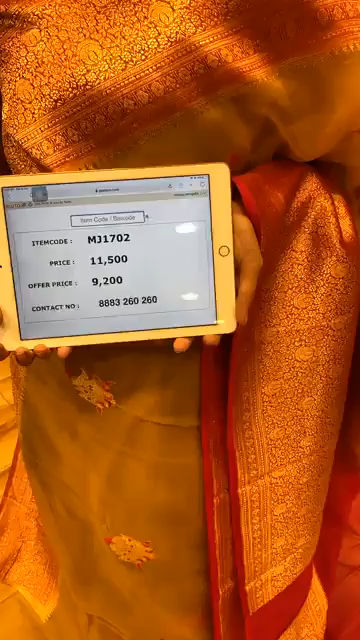 Item Code / Barcode
ITEMCODE : MJ1702
PRICE : 11,500
OFFER PRICE : 9,200
CONTACT NO : 8883 260 260